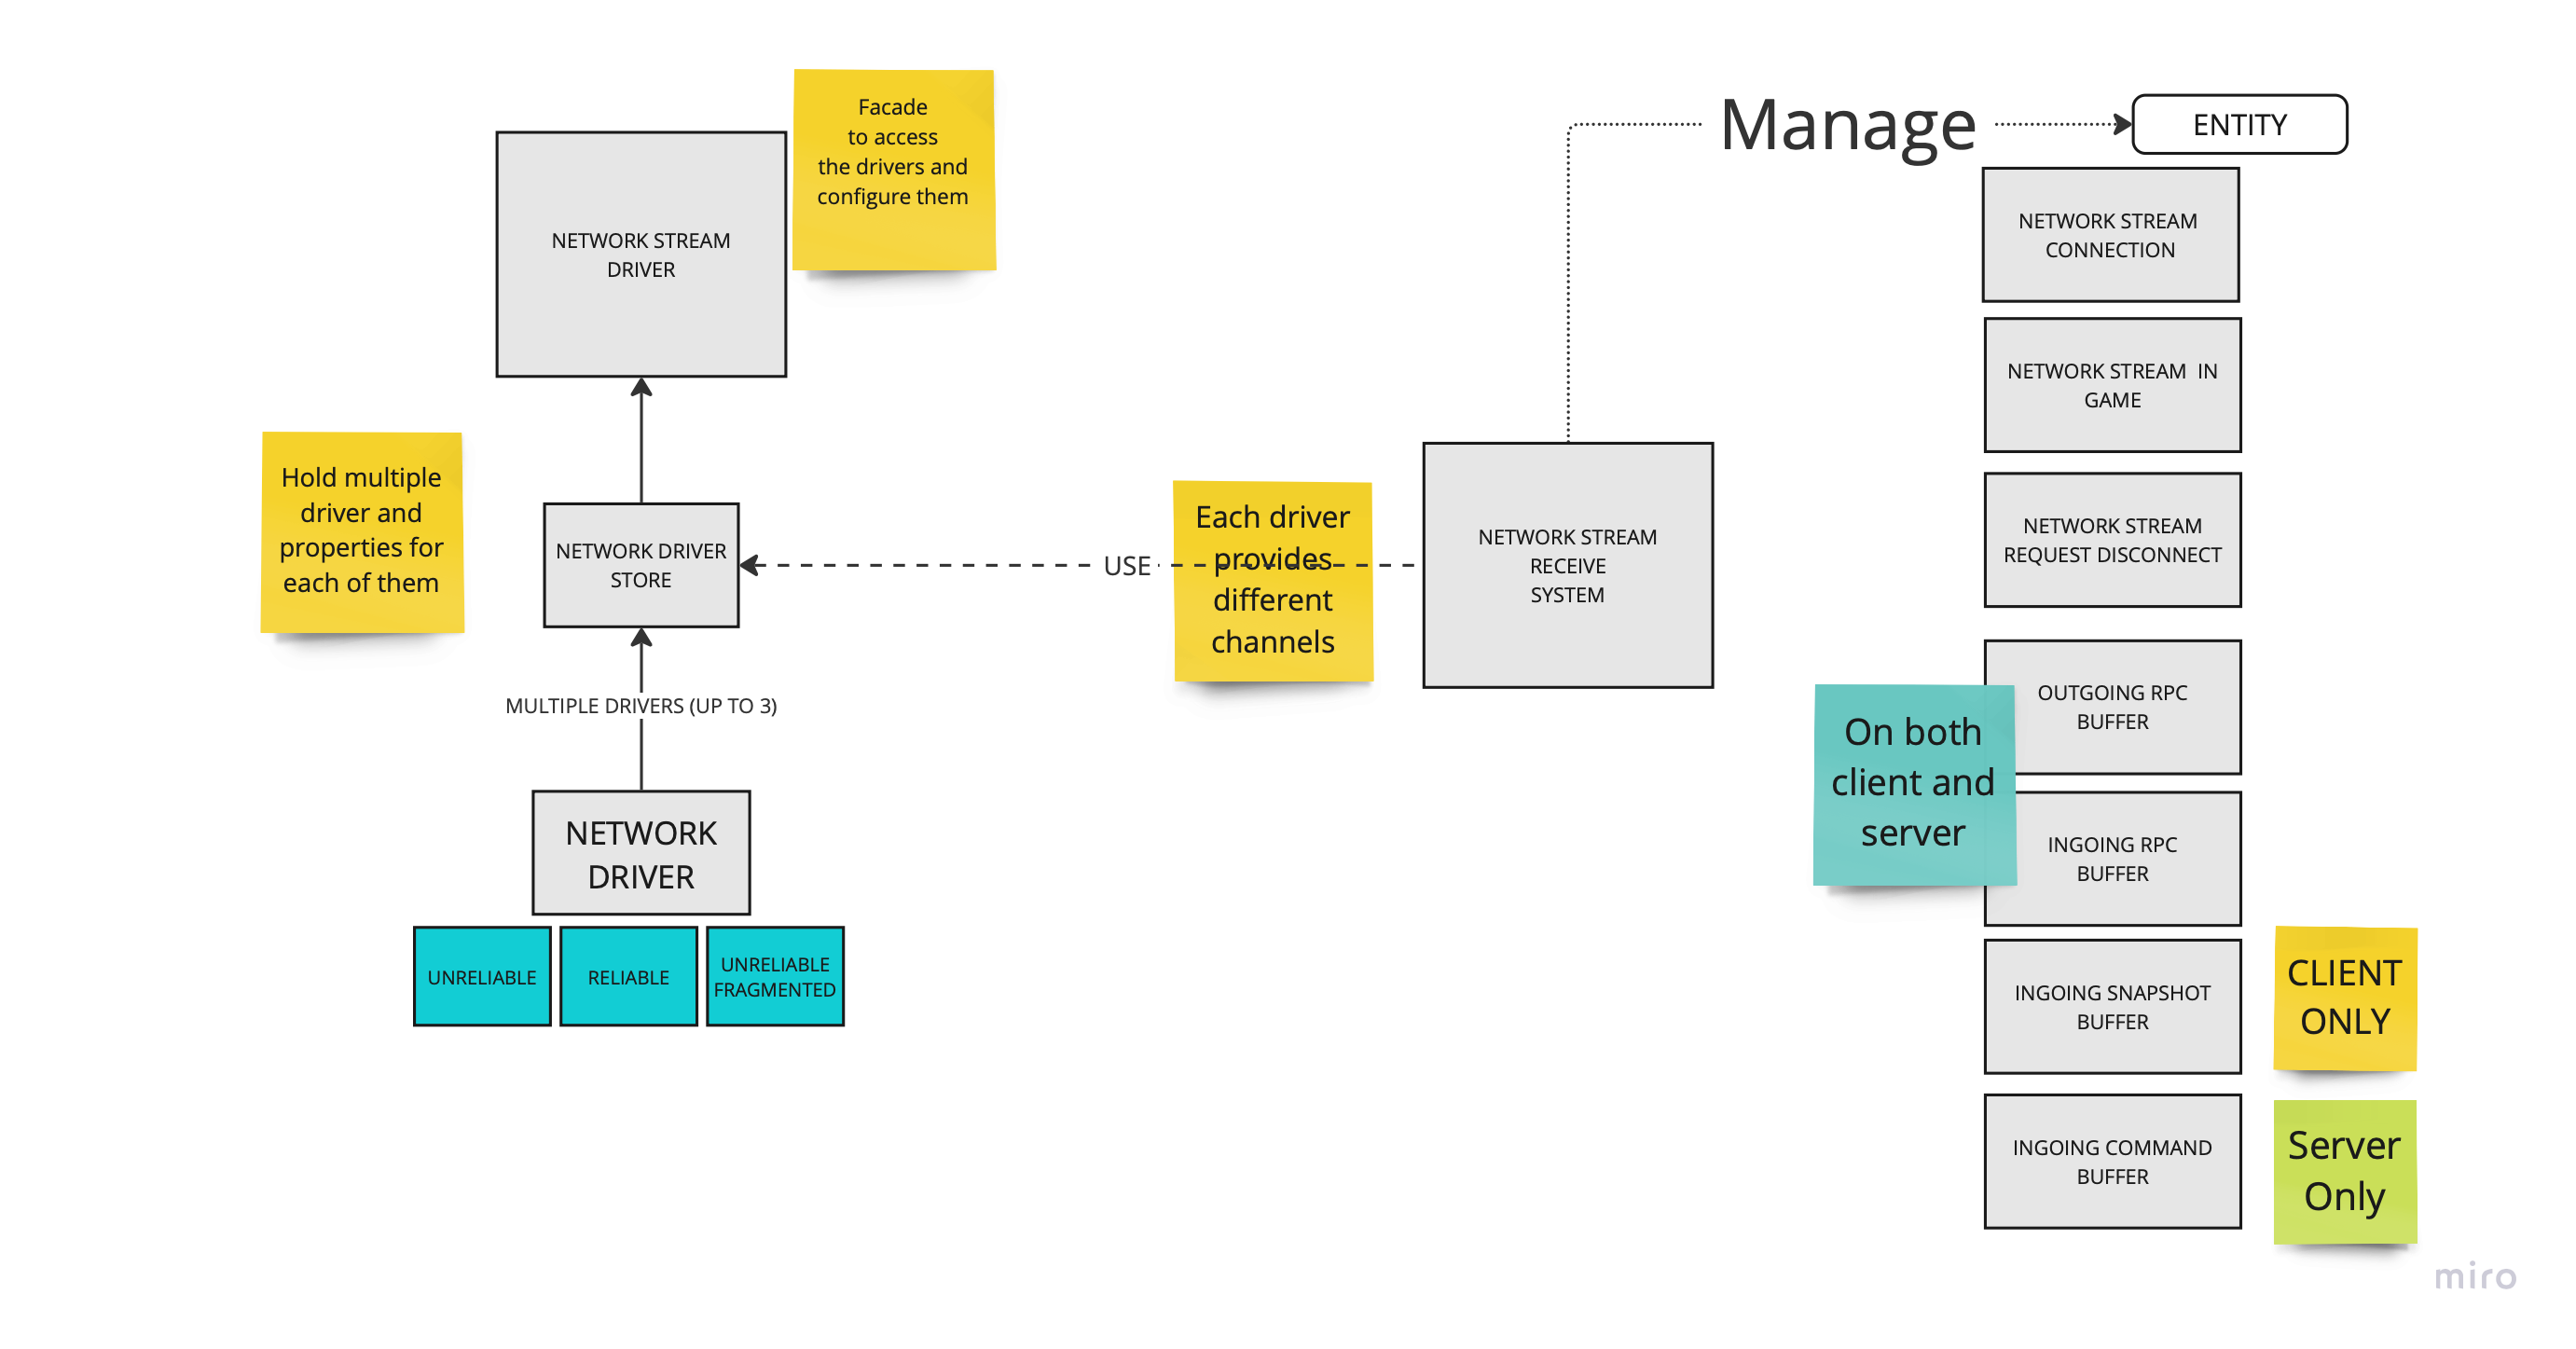 Facade
to access
the drivers and
configure them
NETWORK STREAM
DRIVER
Hold multiple
driver and
properties for
each of them
NETWORK DRIVER
STORE
MULTIPLE DRIVERS (UP TO 3)
NETWORK
DRIVER
UNRELIABLE
RELIABLE
UNRELIABLE
FRAGMENTED
USE
Each driver
provides
different
channels
NETWORK STREAM
RECEIVE
SYSTEM
Manage
ENTITY
NETWORK STREAM
CONNECTION
NETWORK STREAM IN
GAME
NETWORK STREAM
REQUEST DISCONNECT
OUTGOING RPC
BUFFER
On both
client and
server
INGOING RPC
BUFFER
INGOING SNAPSHOT
BUFFER
CLIENT
ONLY
INGOING COMMAND
BUFFER
Server
Only
miro